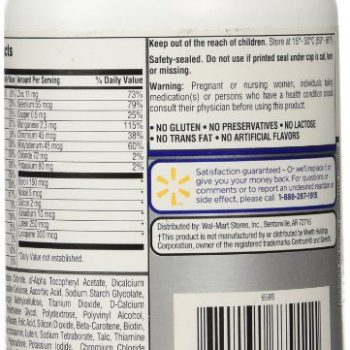 cts
Daily Value Amount Per Serving % Daily Value
Zinc 11 mg 73%
Selenium 55 mcg 79%
Copper 0.5 mg 25%
Manganese 2.3 mg 115%
Chromium 45 mcg 38%
Molybdenum 45 mcg 60%
Chloride 72 mg 2%
Potassium 80 mg 2%
Boron 150 mcg
Nickel 5 mcg
Silicon 2 mg
Vanadium 10 mcg
Lutein 250 mcg
Lycopene 300 mcg
Daily Value not established.
Chloride, dl-Alpha Tocopheryl Acetate, Dicalcium
Ascorbic Acid, Sodium Starch Glycolate,
Titanium Dioxide, D-Calcium
Glycol, Polydextrose, Polyvinyl Alcohol,
Folic Acid, Silicon Dioxide, Beta-Carotene, Biotin,
Sodium Selenate, Talc, Sodium
Potassium Iodide, Chromium Chloride
Keep out of the reach of children. Store at 15°- 30°C (59°- 86°F).
Safety-sealed. Do not use if printed seal under cap is cut, torn
or missing.
Warning: Pregnant or nursing women, individuals taking
medication(s) or persons who have a health condition should
consult their physician before using this product.
• NO GLUTEN • NO PRESERVATIVES • NO LACTOSE
• NO TRANS FAT • NO ARTIFICIAL FLAVORS
Satisfaction guaranteed - Or we'll replace it or
give you your money back. For questions or
comments or to report an undesired reaction or
side effect, please call 1-888-287-1915
Distributed by: Wal-Mart Stores, Inc., Bentonville, AR 72716
†This product is not manufactured or distributed by Wyeth Holdings
Corporation, owner of the registered trademarks Centrum® and Silver®.